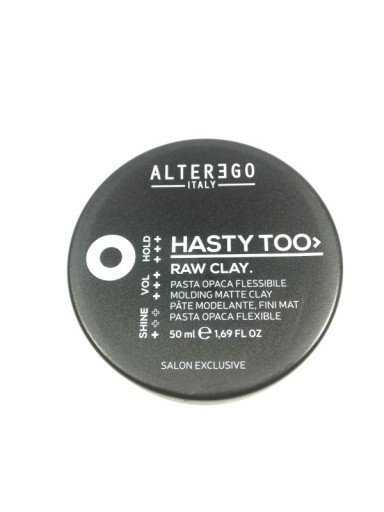 ALTERƎGO
ITALY
HASTY TOO>
RAW CLAY.
PASTA OPACA FLESSIBILE
MOLDING MATTE CLAY
PÂTE MODELANTE, FINI MAT
PASTA OPACA FLEXIBLE
50 ml ℮ 1,69 FL OZ
SHINE VOL HOLD
SALON EXCLUSIVE